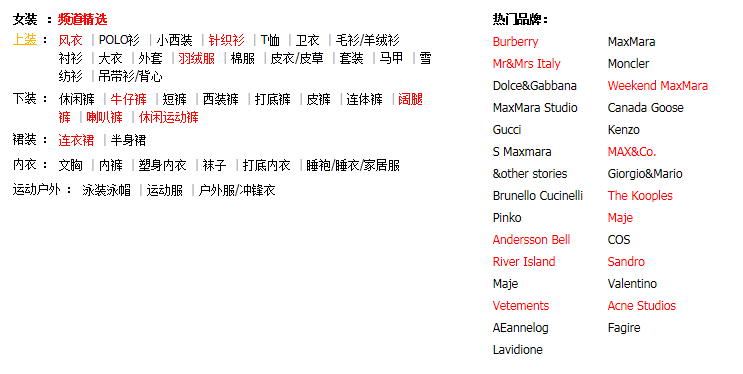 女装 ：频道精选
上装 ： 风衣 | POLO衫 | 小西装 | 针织衫 | T恤 | 卫衣 | 毛衫/羊绒衫
衬衫 | 大衣 | 外套 | 羽绒服 | 棉服 | 皮衣/皮草 | 套装 | 马甲 | 雪
纺衫 | 吊带衫/背心
下装 ： 休闲裤 | 牛仔裤 | 短裤 | 西装裤 | 打底裤 | 皮裤 | 连体裤 | 阔腿
裤 | 喇叭裤 | 休闲运动裤
裙装 ： 连衣裙 | 半身裙
内衣 ： 文胸 | 内裤 | 塑身内衣 | 袜子 | 打底内衣 | 睡袍/睡衣/家居服
运动户外 ： 泳装泳帽 | 运动服 | 户外服/冲锋衣
热门品牌：
Burberry MaxMara
Mr&Mrs Italy Moncler
Dolce&Gabbana Weekend MaxMara
MaxMara Studio Canada Goose
Gucci Kenzo
S Maxmara MAX&Co.
&other stories Giorgio&Mario
Brunello Cucinelli The Kooples
Pinko Maje
Andersson Bell COS
River Island Sandro
Maje Valentino
Vetements Acne Studios
AEannelog Fagire
Lavidione